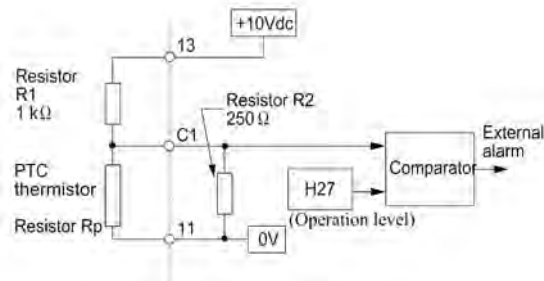 +10Vdc
13
Resistor
R1
1 kΩ
Resistor R2
250 Ω
C1
External
alarm
Comparator
PTC
thermistor
H27
(Operation level)
Resistor Rp
11
0V